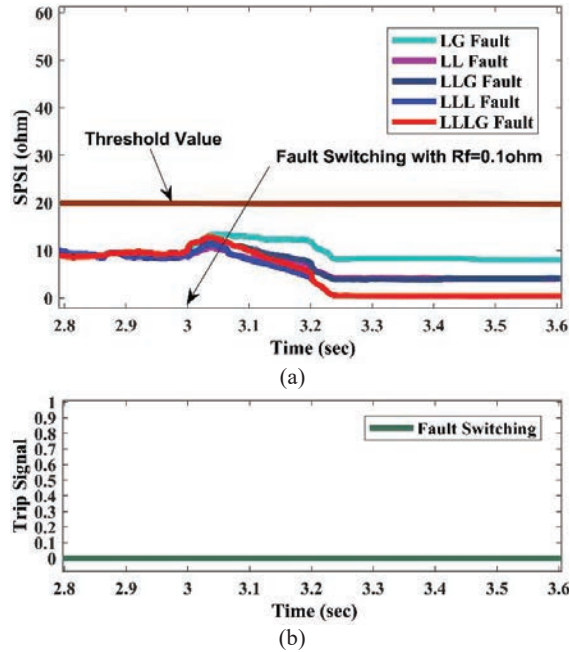 60
50
40
30
20
10
0
SPSI (ohm)
LG Fault
LL Fault
LLG Fault
LLL Fault
LLLG Fault
Threshold Value
Fault Switching with Rf=0.1ohm
2.8 2.9 3 3.1 3.2 3.3 3.4 3.5 3.6
Time (sec)
(a)
1
0.9
0.8
0.7
0.6
0.5
0.4
0.3
0.2
0.1
0
Trip Signal
Fault Switching
2.8 2.9 3 3.1 3.2 3.3 3.4 3.5 3.6
Time (sec)
(b)